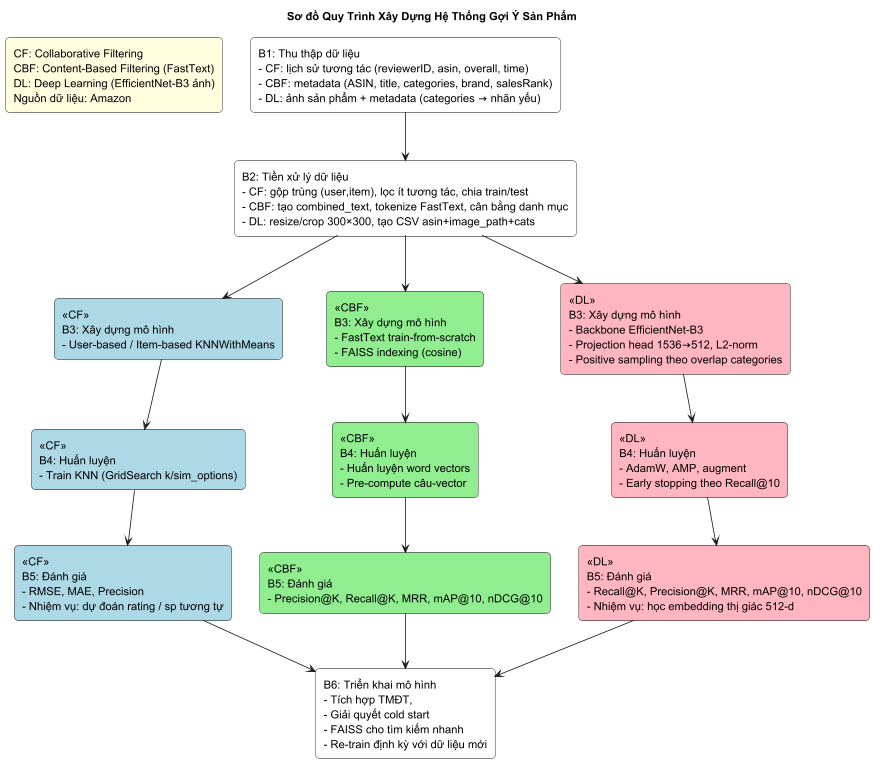 Sơ đồ Quy Trình Xây Dựng Hệ Thống Gợi Ý Sản Phẩm
CF: Collaborative Filtering
CBF: Content-Based Filtering (FastText)
DL: Deep Learning (EfficientNet-B3 ảnh)
Nguồn dữ liệu: Amazon
B1: Thu thập dữ liệu
- CF: lịch sử tương tác (reviewerID, asin, overall, time)
- CBF: metadata (ASIN, title, categories, brand, salesRank)
- DL: ảnh sản phẩm + metadata (categories → nhãn yếu)
B2: Tiền xử lý dữ liệu
- CF: gộp trùng (user,item), lọc ít tương tác, chia train/test
- CBF: tạo combined_text, tokenize FastText, cân bằng danh mục
- DL: resize/crop 300×300, tạo CSV asin+image_path+cats
«CF»
B3: Xây dựng mô hình
- User-based / Item-based KNNWithMeans
«CBF»
B3: Xây dựng mô hình
- FastText train-from-scratch
- FAISS indexing (cosine)
«DL»
B3: Xây dựng mô hình
- Backbone EfficientNet-B3
- Projection head 1536→512, L2-norm
- Positive sampling theo overlap categories
«CF»
B4: Huấn luyện
- Train KNN (GridSearch k/sim_options)
«CBF»
B4: Huấn luyện
- Huấn luyện word vectors
- Pre-compute câu-vector
«DL»
B4: Huấn luyện
- AdamW, AMP, augment
- Early stopping theo Recall@10
«CF»
B5: Đánh giá
- RMSE, MAE, Precision
- Nhiệm vụ: dự đoán rating / sp tương tự
«CBF»
B5: Đánh giá
- Precision@K, Recall@K, MRR, mAP@10, nDCG@10
«DL»
B5: Đánh giá
- Recall@K, Precision@K, MRR, mAP@10, nDCG@10
- Nhiệm vụ: học embedding thị giác 512-d
B6: Triển khai mô hình
- Tích hợp TMĐT,
- Giải quyết cold start
- FAISS cho tìm kiếm nhanh
- Re-train định kỳ với dữ liệu mới